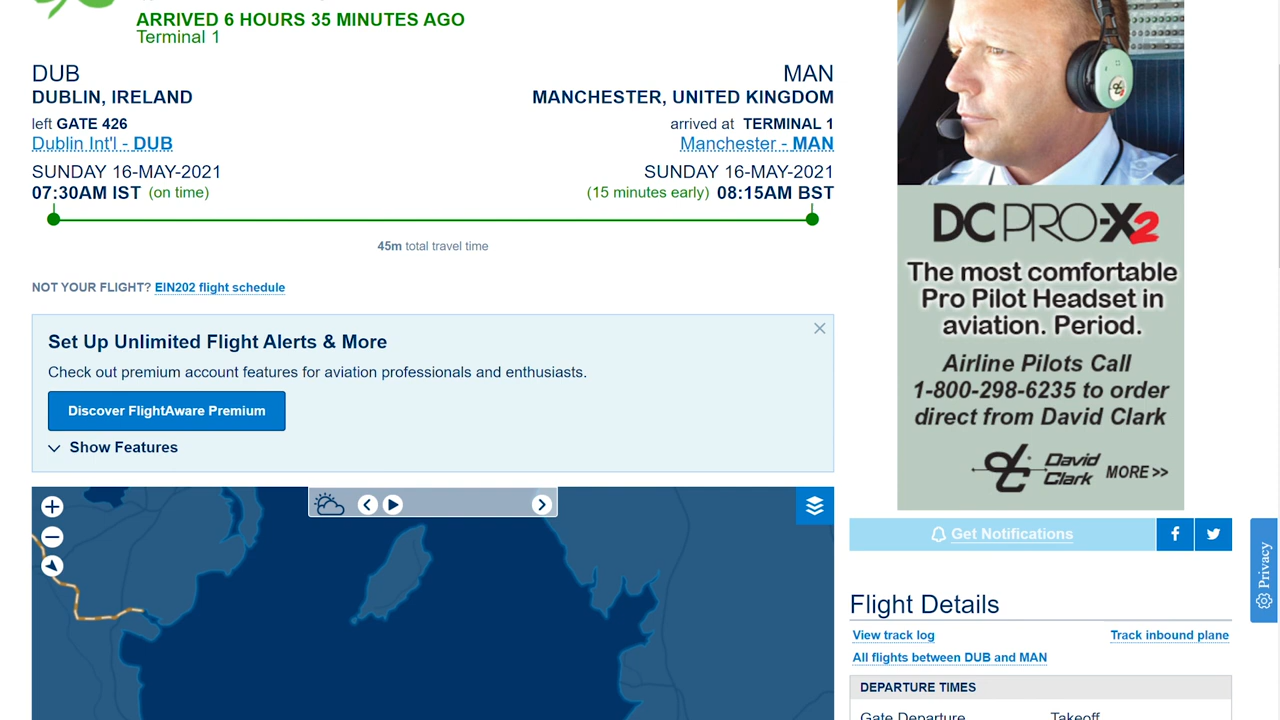 ARRIVED 6 HOURS 35 MINUTES AGO
Terminal 1
DUB
DUBLIN, IRELAND
left GATE 426
Dublin Int'l - DUB
SUNDAY 16-MAY-2021
07:30AM IST (on time)
MAN
MANCHESTER, UNITED KINGDOM
arrived at TERMINAL 1
Manchester - MAN
SUNDAY 16-MAY-2021
(15 minutes early) 08:15AM BST
45m total travel time
NOT YOUR FLIGHT? EIN202 flight schedule
Set Up Unlimited Flight Alerts & More
Check out premium account features for aviation professionals and enthusiasts.
Discover FlightAware Premium
Show Features
DC PRO-X2
The most comfortable
Pro Pilot Headset in
aviation. Period.
Airline Pilots Call
1-800-298-6235 to order
direct from David Clark
David
Clark
MORE >>
Get Notifications
Privacy
Flight Details
View track log
Track inbound plane
All flights between DUB and MAN
DEPARTURE TIMES
Gate Departure
Takeoff